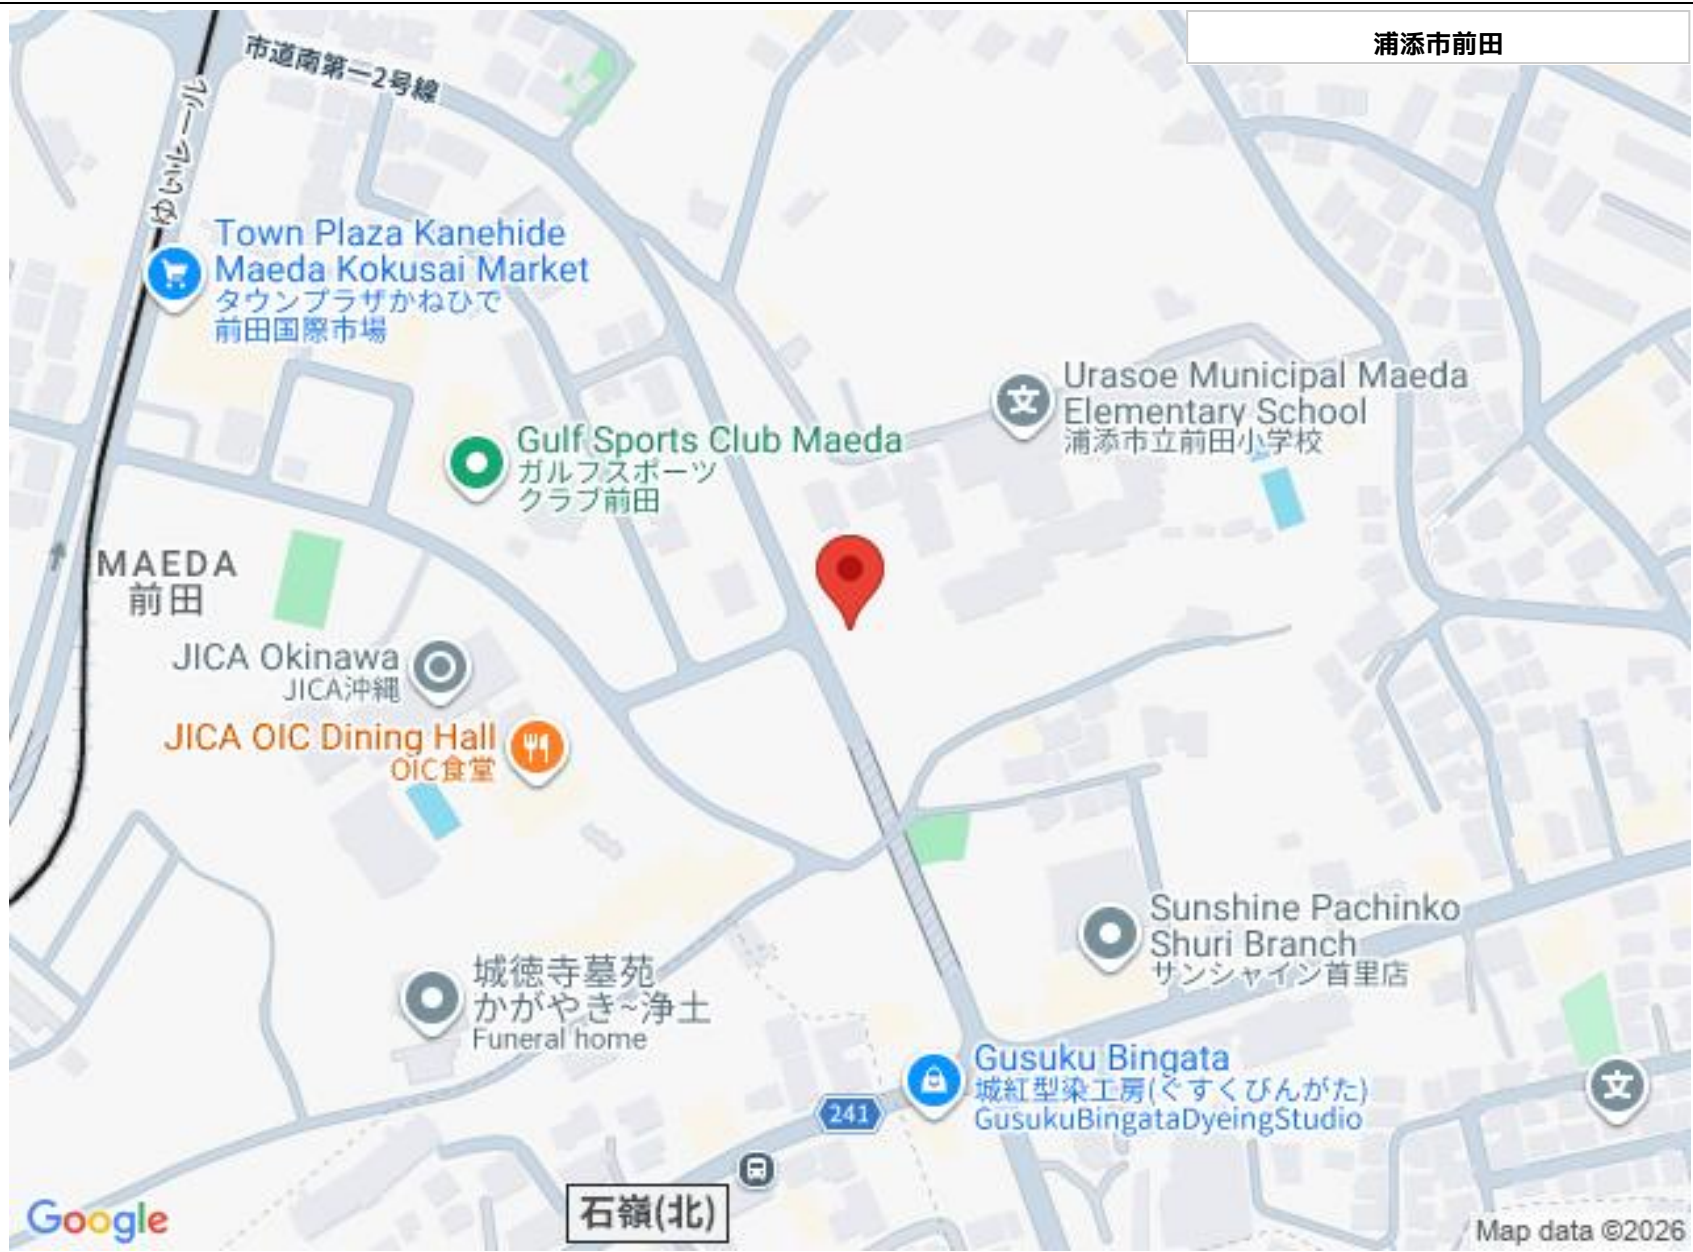 浦添市前田
市道南第一2号線
ゆいレール
Town Plaza Kanehide
Maeda Kokusai Market
タウンプラザかねひで
前田国際市場
Urasoe Municipal Maeda
Elementary School
浦添市立前田小学校
Gulf Sports Club Maeda
ガルフスポーツ
クラブ前田
MAEDA
前田
JICA Okinawa
JICA沖縄
JICA OIC Dining Hall
OIC食堂
Sunshine Pachinko
Shuri Branch
サンシャイン首里店
城徳寺墓苑
かがやき~浄土
Funeral home
Gusuku Bingata
城紅型染工房(ぐすくびんがた)
GusukuBingataDyeingStudio
241
文
文
石嶺(北)
Google
Map data ©2026